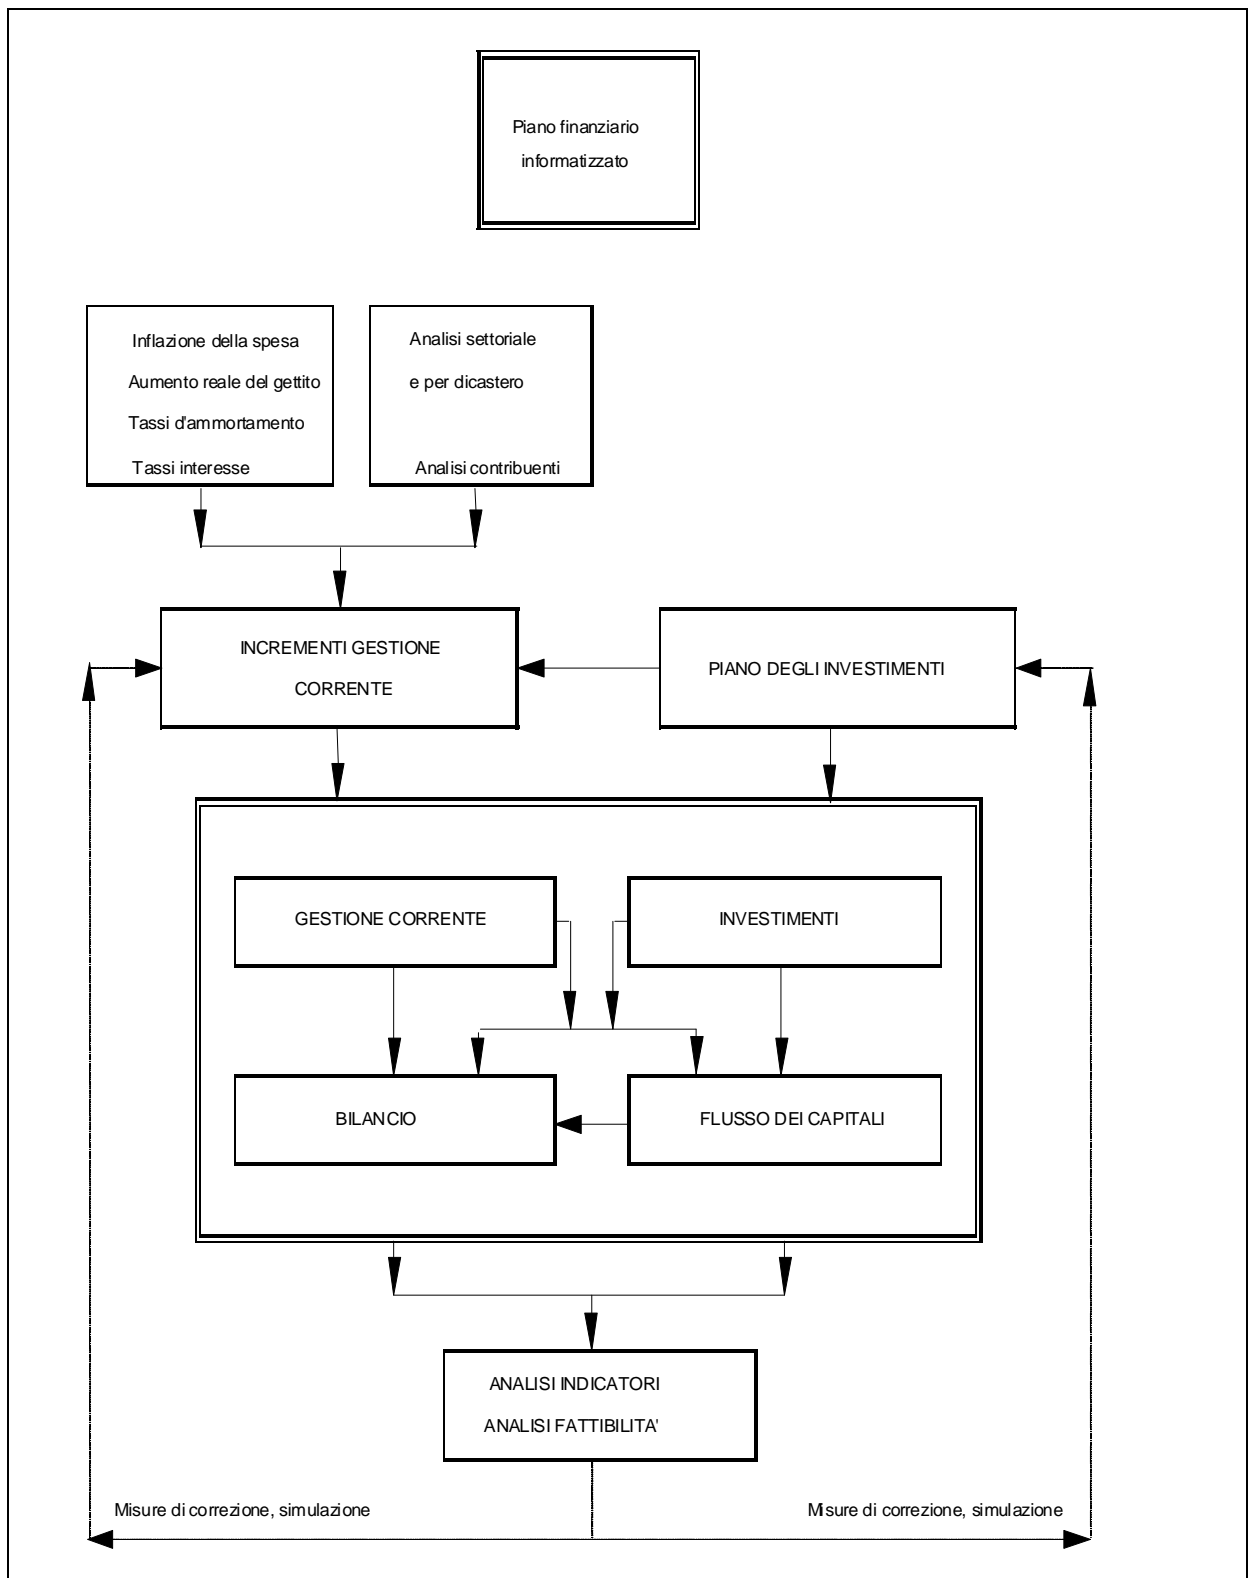 Piano finanziario
informatizzato
Inflazione della spesa
Aumento reale del gettito
Tassi d'ammortamento
Tassi interesse
Analisi settoriale
e per dicastero
Analisi contribuenti
INCREMENTI GESTIONE
CORRENTE
PIANO DEGLI INVESTIMENTI
GESTIONE CORRENTE
INVESTIMENTI
BILANCIO
FLUSSO DEI CAPITALI
ANALISI INDICATORI
ANALISI FATTIBILITA'
Misure di correzione, simulazione
Misure di correzione, simulazione